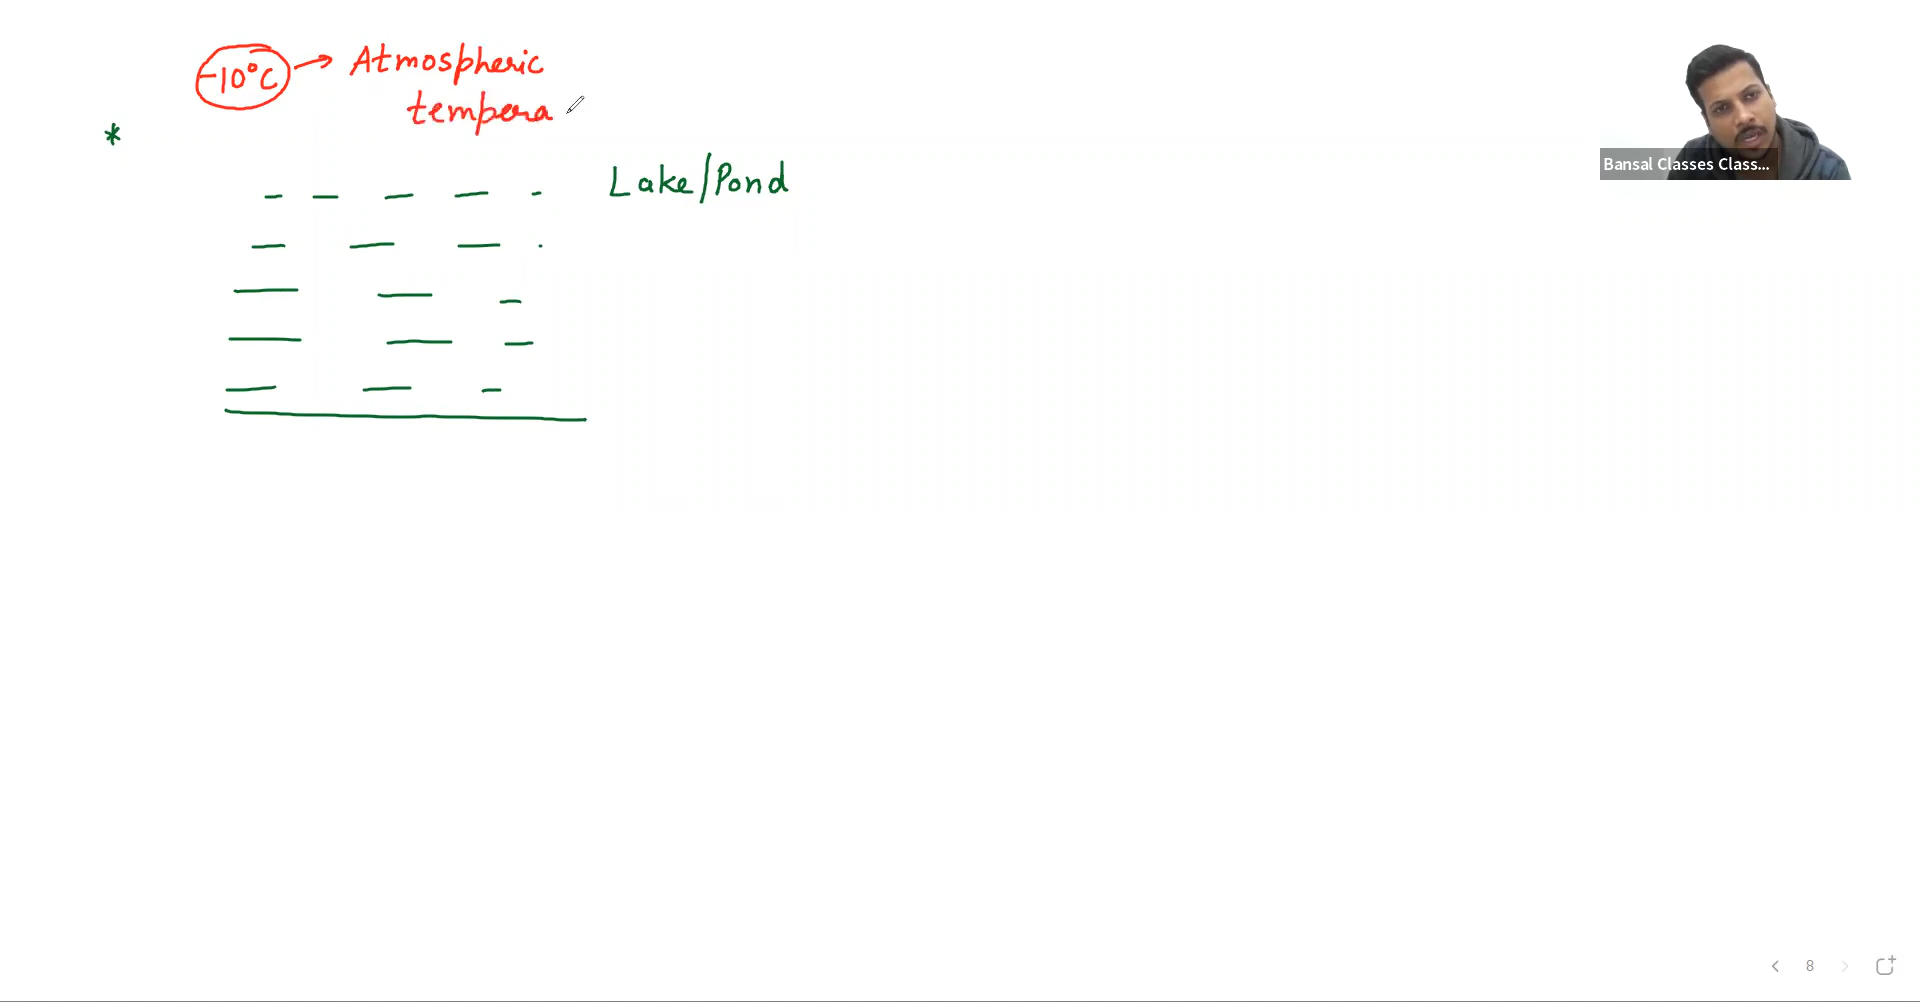 -10°C → Atmospheric
tempera
*
Lake/Pond
Bansal Classes Class...
8